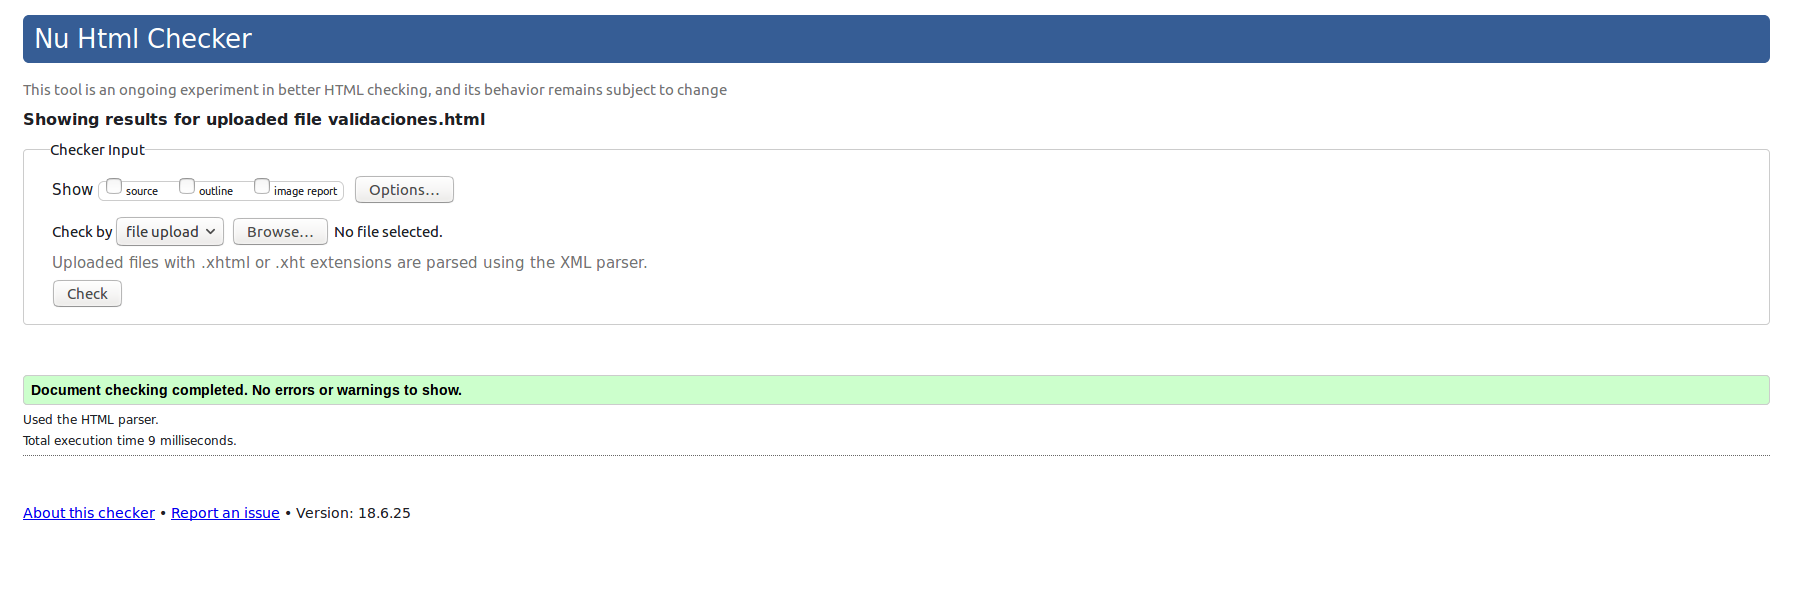 Nu Html Checker
This tool is an ongoing experiment in better HTML checking, and its behavior remains subject to change
Showing results for uploaded file validaciones.html
Checker Input
Show source outline image report Options...
Check by file upload Browse... No file selected.
Uploaded files with .xhtml or .xht extensions are parsed using the XML parser.
Check
Document checking completed. No errors or warnings to show.
Used the HTML parser.
Total execution time 9 milliseconds.
About this checker • Report an issue • Version: 18.6.25